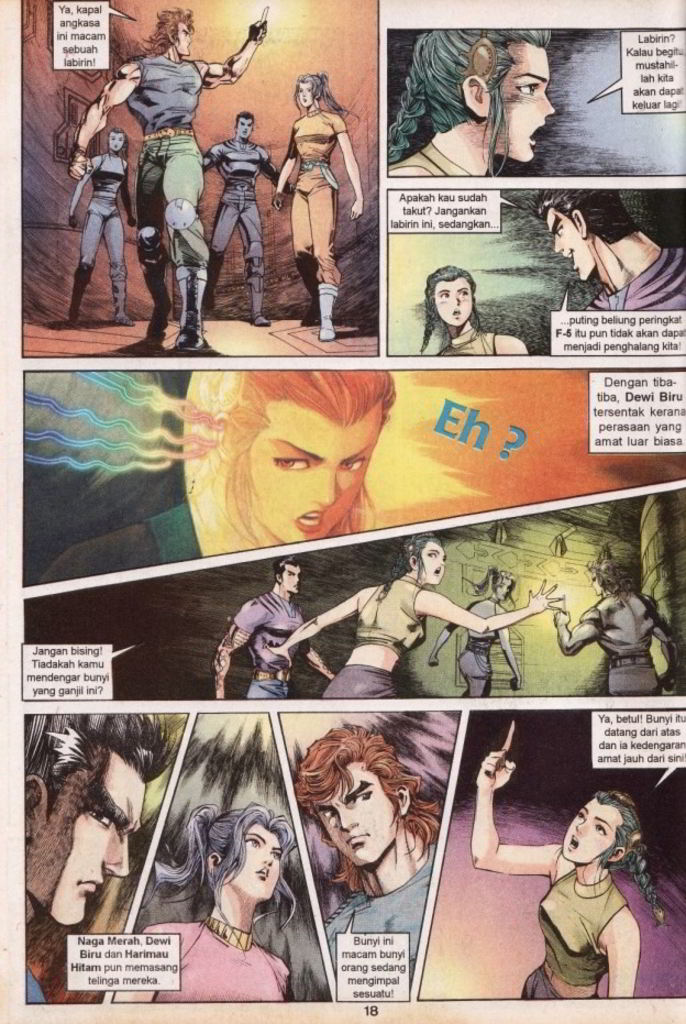 Ya, kapal
angkasa
ini macam
sebuah
labirin!
Labirin?
Kalau begitu
mustahil-
lah kita
akan dapat
keluar lagi!
Apakah kau sudah
takut? Jangankan
labirin ini, sedangkan...
...puting beliung peringkat
F-5 itu pun tidak akan dapat
menjadi penghalang kita!
Dengan tiba-
tiba, Dewi Biru
tersentak kerana
perasaan yang
amat luar biasa.
Eh?
Jangan bising!
Tiadakah kamu
mendengar bunyi
yang ganjil ini?
Naga Merah, Dewi
Biru dan Harimau
Hitam pun memasang
telinga mereka.
Bunyi ini
macam bunyi
orang sedang
mengimpal
sesuatu!
Ya, betul! Bunyi itu
datang dari atas
dan ia kedengaran
amat jauh dari sini!
18